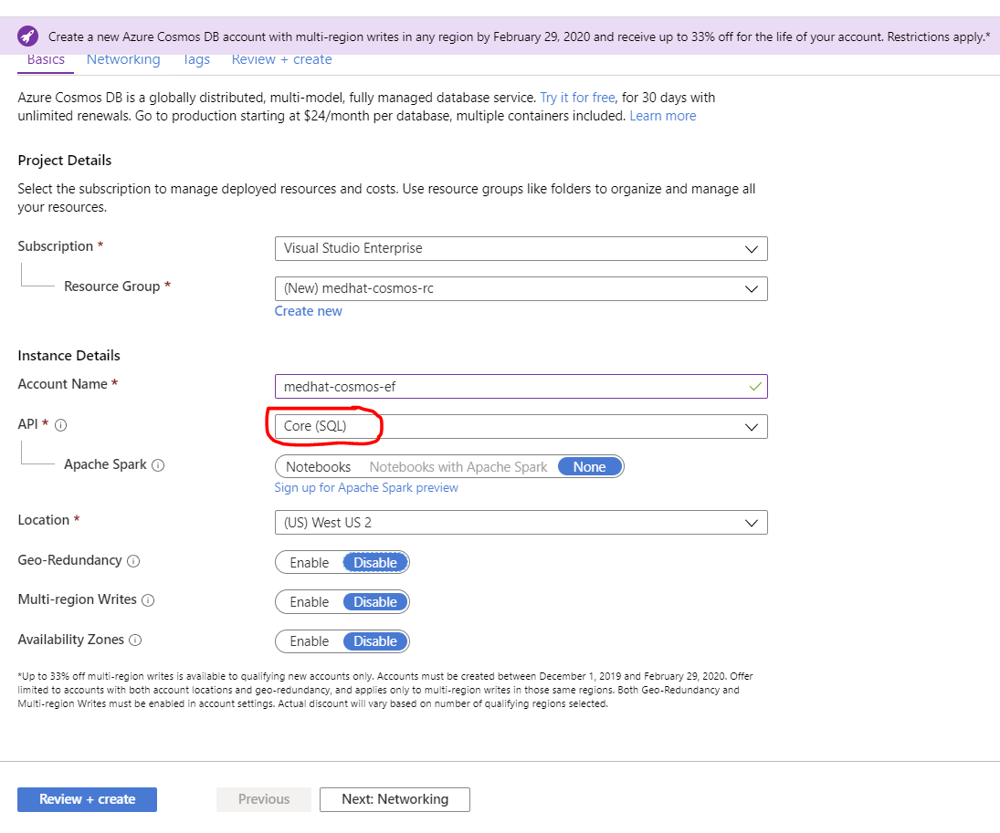 Create a new Azure Cosmos DB account with multi-region writes in any region by February 29, 2020 and receive up to 33% off for the life of your account. Restrictions apply.*
Basics Networking Tags Review + create
Azure Cosmos DB is a globally distributed, multi-model, fully managed database service. Try it for free, for 30 days with
unlimited renewals. Go to production starting at $24/month per database, multiple containers included. Learn more
Project Details
Select the subscription to manage deployed resources and costs. Use resource groups like folders to organize and manage all
your resources.
Subscription * Visual Studio Enterprise
Resource Group * (New) medhat-cosmos-rc
Create new
Instance Details
Account Name * medhat-cosmos-ef
API * Core (SQL)
Apache Spark Notebooks Notebooks with Apache Spark None
Sign up for Apache Spark preview
Location * (US) West US 2
Geo-Redundancy Enable Disable
Multi-region Writes Enable Disable
Availability Zones Enable Disable
*Up to 33% off multi-region writes is available to qualifying new accounts only. Accounts must be created between December 1, 2019 and February 29, 2020. Offer
limited to accounts with both account locations and geo-redundancy, and applies only to multi-region writes in those same regions. Both Geo-Redundancy and
Multi-region Writes must be enabled in account settings. Actual discount will vary based on number of qualifying regions selected.
Review + create Previous Next: Networking